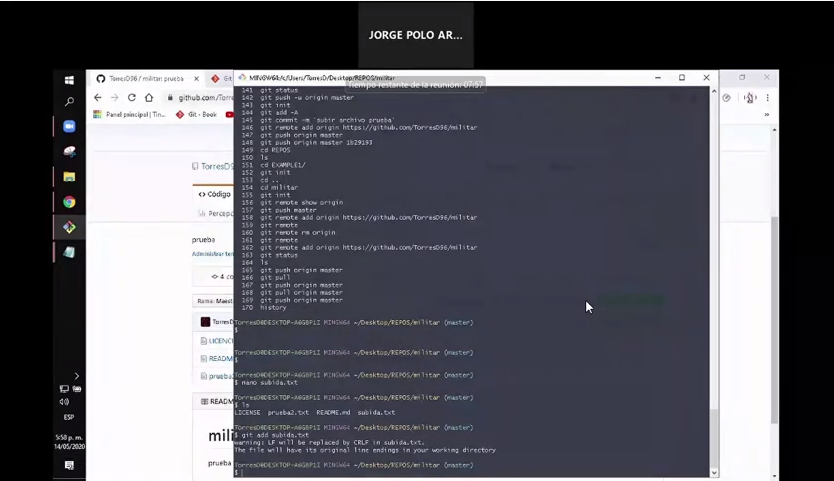 JORGE POLO AR...
TorresD96 / militar: prueba
Git
MINGW64:/c/Users/TorresD/Desktop/REPOS/militar
Tiempo restante de la reunión: 07:57
github.com/Torre
Panel principal | Tin...
Git - Book
TorresD9
Código
Percepc
prueba
Administrar tem
4 co
Rama: Maest
TorresD
LICENC
READM
prueba
READM
prueba
141 git status
142 git push -u origin master
143 git init
144 git add -A
145 git commit -m 'subir archivo prueba'
146 git remote add origin https://github.com/TorresD96/militar
147 git push origin master
148 git push origin master 1b29193
149 cd REPOS
150 ls
151 cd EXAMPLE1/
152 git init
153 cd ..
154 cd militar
155 git init
156 git remote show origin
157 git push master
158 git remote add origin https://github.com/TorresD96/militar
159 git remote
160 git remote rm origin
161 git remote
162 git remote add origin https://github.com/TorresD96/militar
163 git status
164 ls
165 git push origin master
166 git pull
167 git push origin master
168 git pull origin master
169 git push origin master
170 history
TorresD@DESKTOP-A6G8P1I MINGW64 ~/Desktop/REPOS/militar (master)
$
TorresD@DESKTOP-A6G8P1I MINGW64 ~/Desktop/REPOS/militar (master)
$
TorresD@DESKTOP-A6G8P1I MINGW64 ~/Desktop/REPOS/militar (master)
$ nano subida.txt
TorresD@DESKTOP-A6G8P1I MINGW64 ~/Desktop/REPOS/militar (master)
$ ls
LICENSE prueba2.txt README.md subida.txt
TorresD@DESKTOP-A6G8P1I MINGW64 ~/Desktop/REPOS/militar (master)
$ git add subida.txt
warning: LF will be replaced by CRLF in subida.txt.
The file will have its original line endings in your working directory
TorresD@DESKTOP-A6G8P1I MINGW64 ~/Desktop/REPOS/militar (master)
$
ESP
5:58 p. m.
14/05/2020